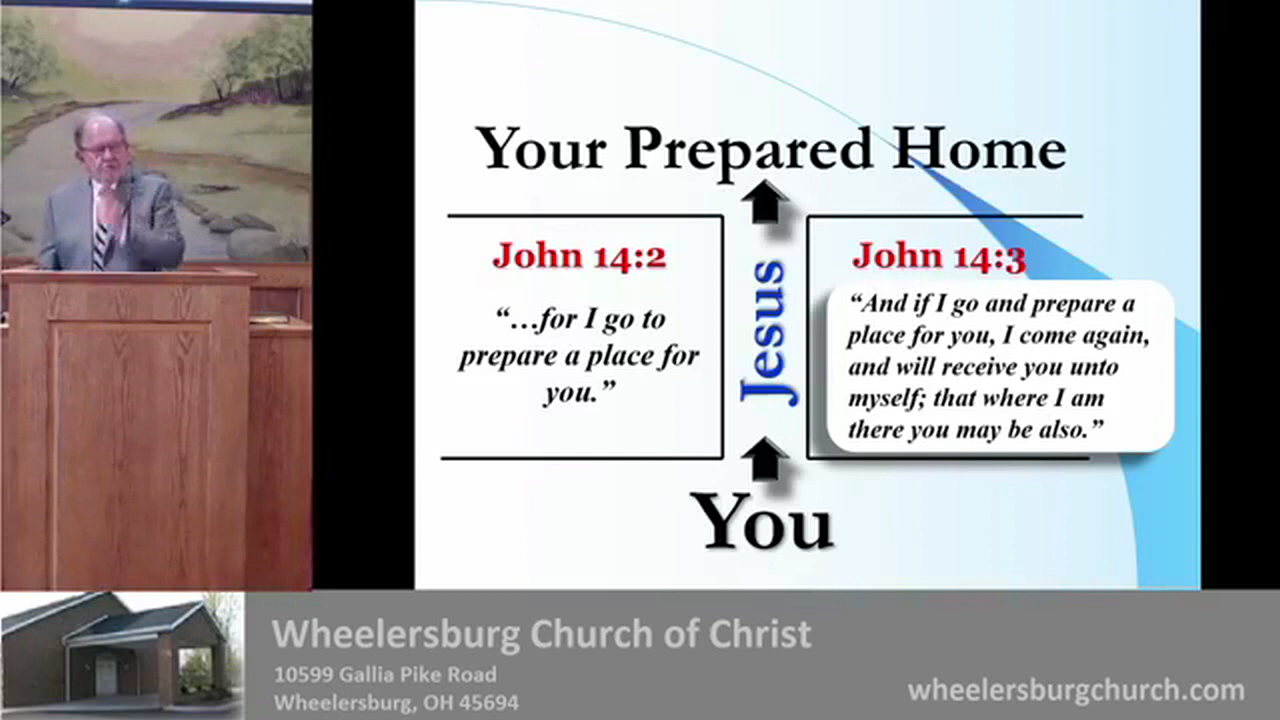 Your Prepared Home
John 14:2
“...for I go to
prepare a place for
you.”
Jesus
John 14:3
“And if I go and prepare a
place for you, I come again,
and will receive you unto
myself; that where I am
there you may be also.”
You
Wheelersburg Church of Christ
10599 Gallia Pike Road
Wheelersburg, OH 45694
wheelersburgchurch.com